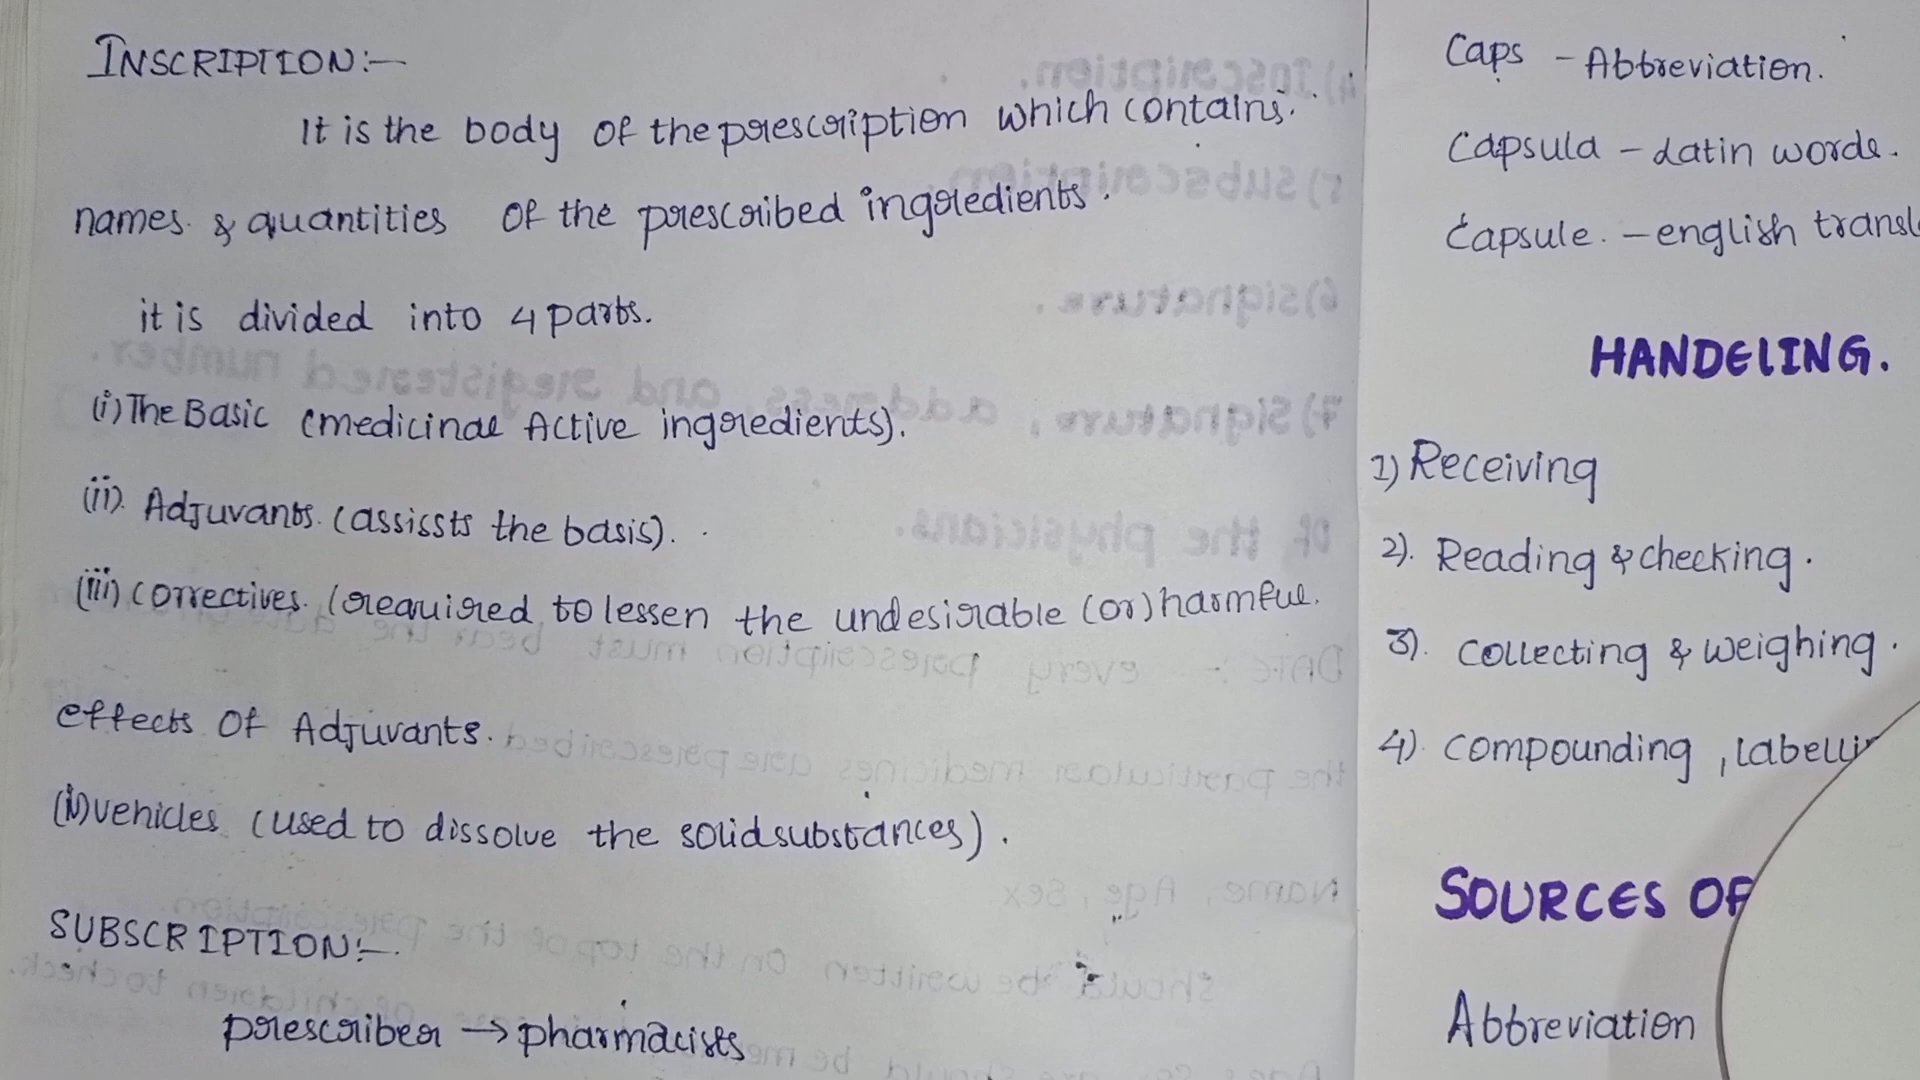 INSCRIPTION:-
It is the body of the prescription which contains.
names & quantities of the prescribed ingredients.
it is divided into 4 parts.
(i) The Basic (medicinal Active ingredients).
(ii). Adjuvants. (assissts the basis).
(iii) correctives. (required to lessen the undesirable (or) harmful.
effects of Adjuvants.
vehicles (used to dissolve the solid substances).
SUBSCRIPTION:-.
prescriber → pharmacists
Caps - Abbreviation.
Capsula - Latin words.
Capsule. - english transl
HANDELING.
1) Receiving
2). Reading & checking.
3). collecting & weighing.
4). compounding, labelli
SOURCES OF
Abbreviation